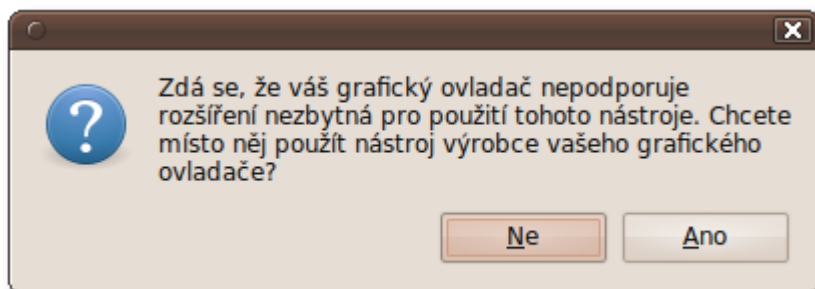 Zdá se, že váš grafický ovladač nepodporuje
rozšíření nezbytná pro použití tohoto nástroje. Chcete
místo něj použít nástroj výrobce vašeho grafického
ovladače?
Ne
Ano